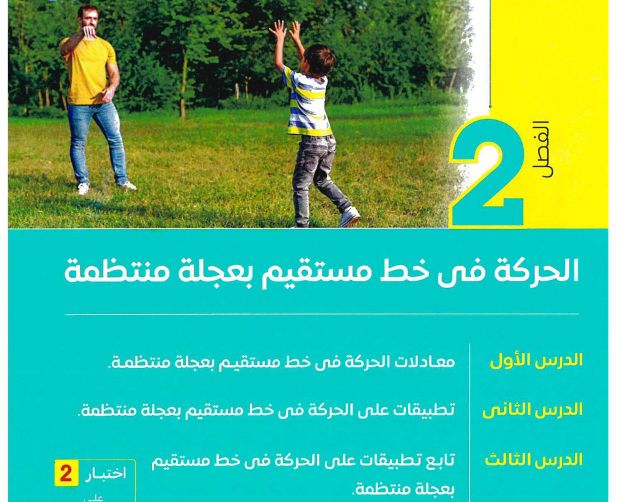 الفصل
2
الحركة فى خط مستقيم بعجلة منتظمة
الدرس الأول
معادلات الحركة فى خط مستقيم بعجلة منتظمة.
الدرس الثانى
تطبيقات على الحركة فى خط مستقيم بعجلة منتظمة.
الدرس الثالث
تابع تطبيقات على الحركة فى خط مستقيم
بعجلة منتظمة.
اختبار 2
على